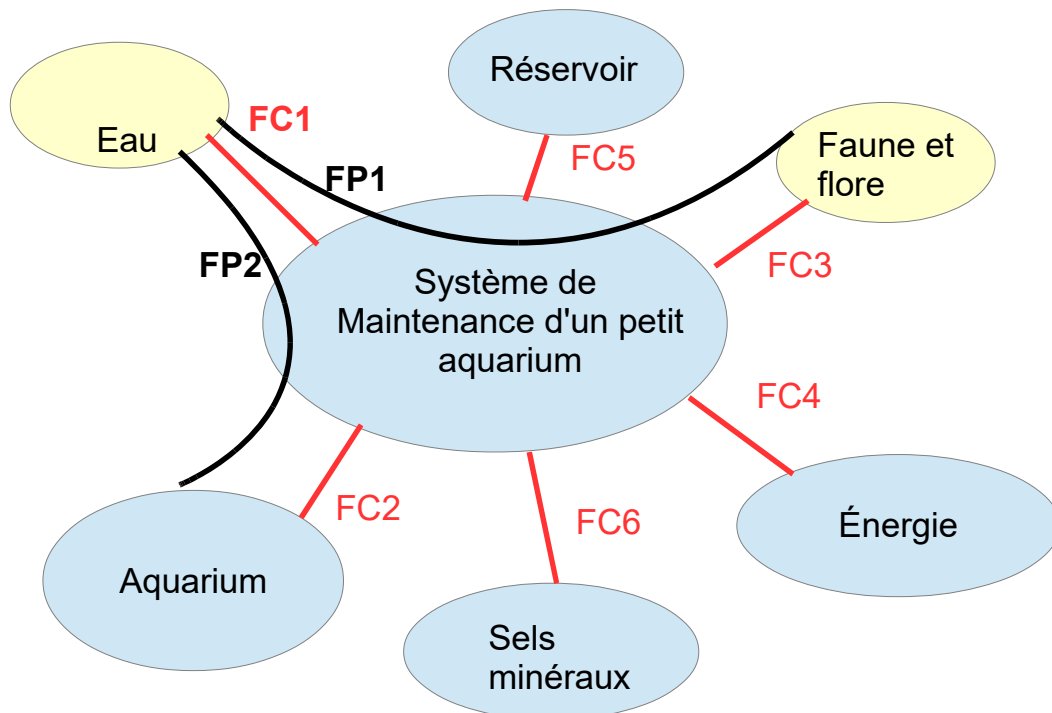 Réservoir
FC1
Eau
FC5
Faune et
flore
FP1
FP2
FC3
Système de
Maintenance d'un petit
aquarium
FC4
FC2
FC6
Énergie
Aquarium
Sels
minéraux